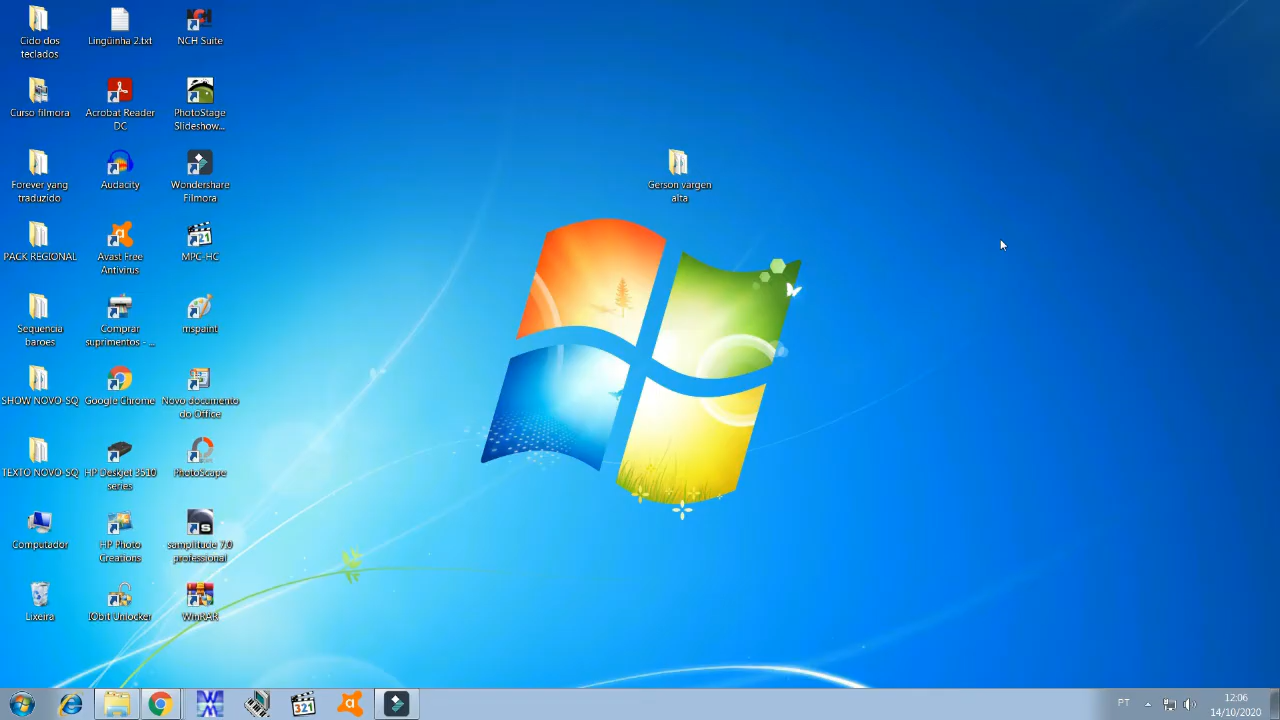 Cido dos
teclados
Lingüinha 2.txt
NCH Suite
Curso filmora
Acrobat Reader
DC
PhotoStage
Slideshow...
Forever yang
traduzido
Audacity
Wondershare
Filmora
Gerson vargen
alta
PACK REGIONAL
Avast Free
Antivirus
MPC-HC
Sequencia
baroes
Comprar
suprimentos - ...
mspaint
SHOW NOVO-SQ
Google Chrome
Novo documento
do Office
TEXTO NOVO-SQ
HP Deskjet 3510
series
PhotoScape
Computador
HP Photo
Creations
samplitude 7.0
professional
Lixeira
IObit Unlocker
WinRAR
321
321
PT
12:06
14/10/2020